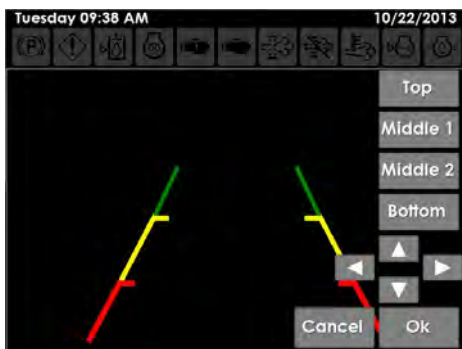 Tuesday 09:38 AM 10/22/2013
(P)
Top
Middle 1
Middle 2
Bottom
Cancel Ok